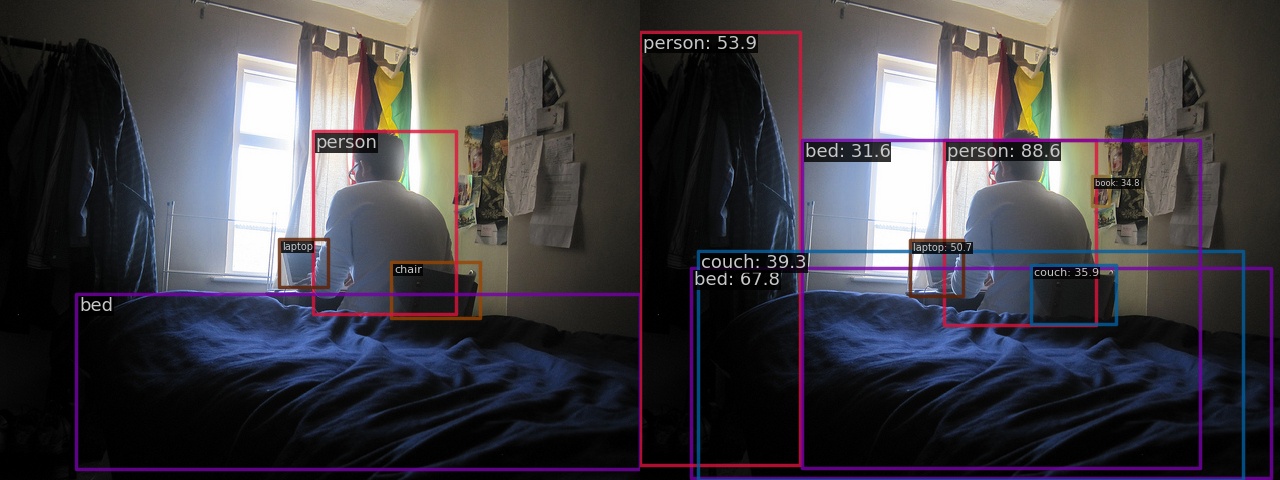 person
laptop
chair
bed
person: 53.9
bed: 31.6
person: 88.6
book: 34.8
laptop: 50.7
couch: 39.3
couch: 35.9
bed: 67.8